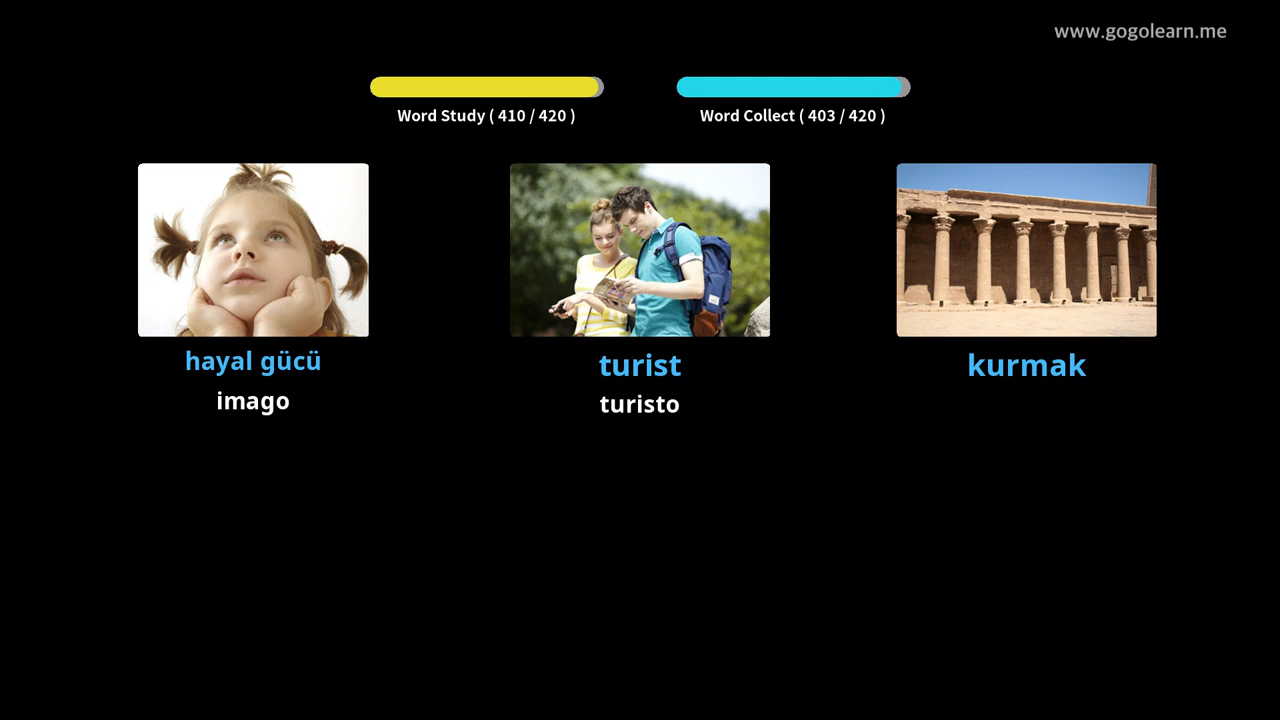 www.gogolearn.me
Word Study ( 410 / 420 )
Word Collect ( 403 / 420 )
hayal gücü
imago
turist
turisto
kurmak